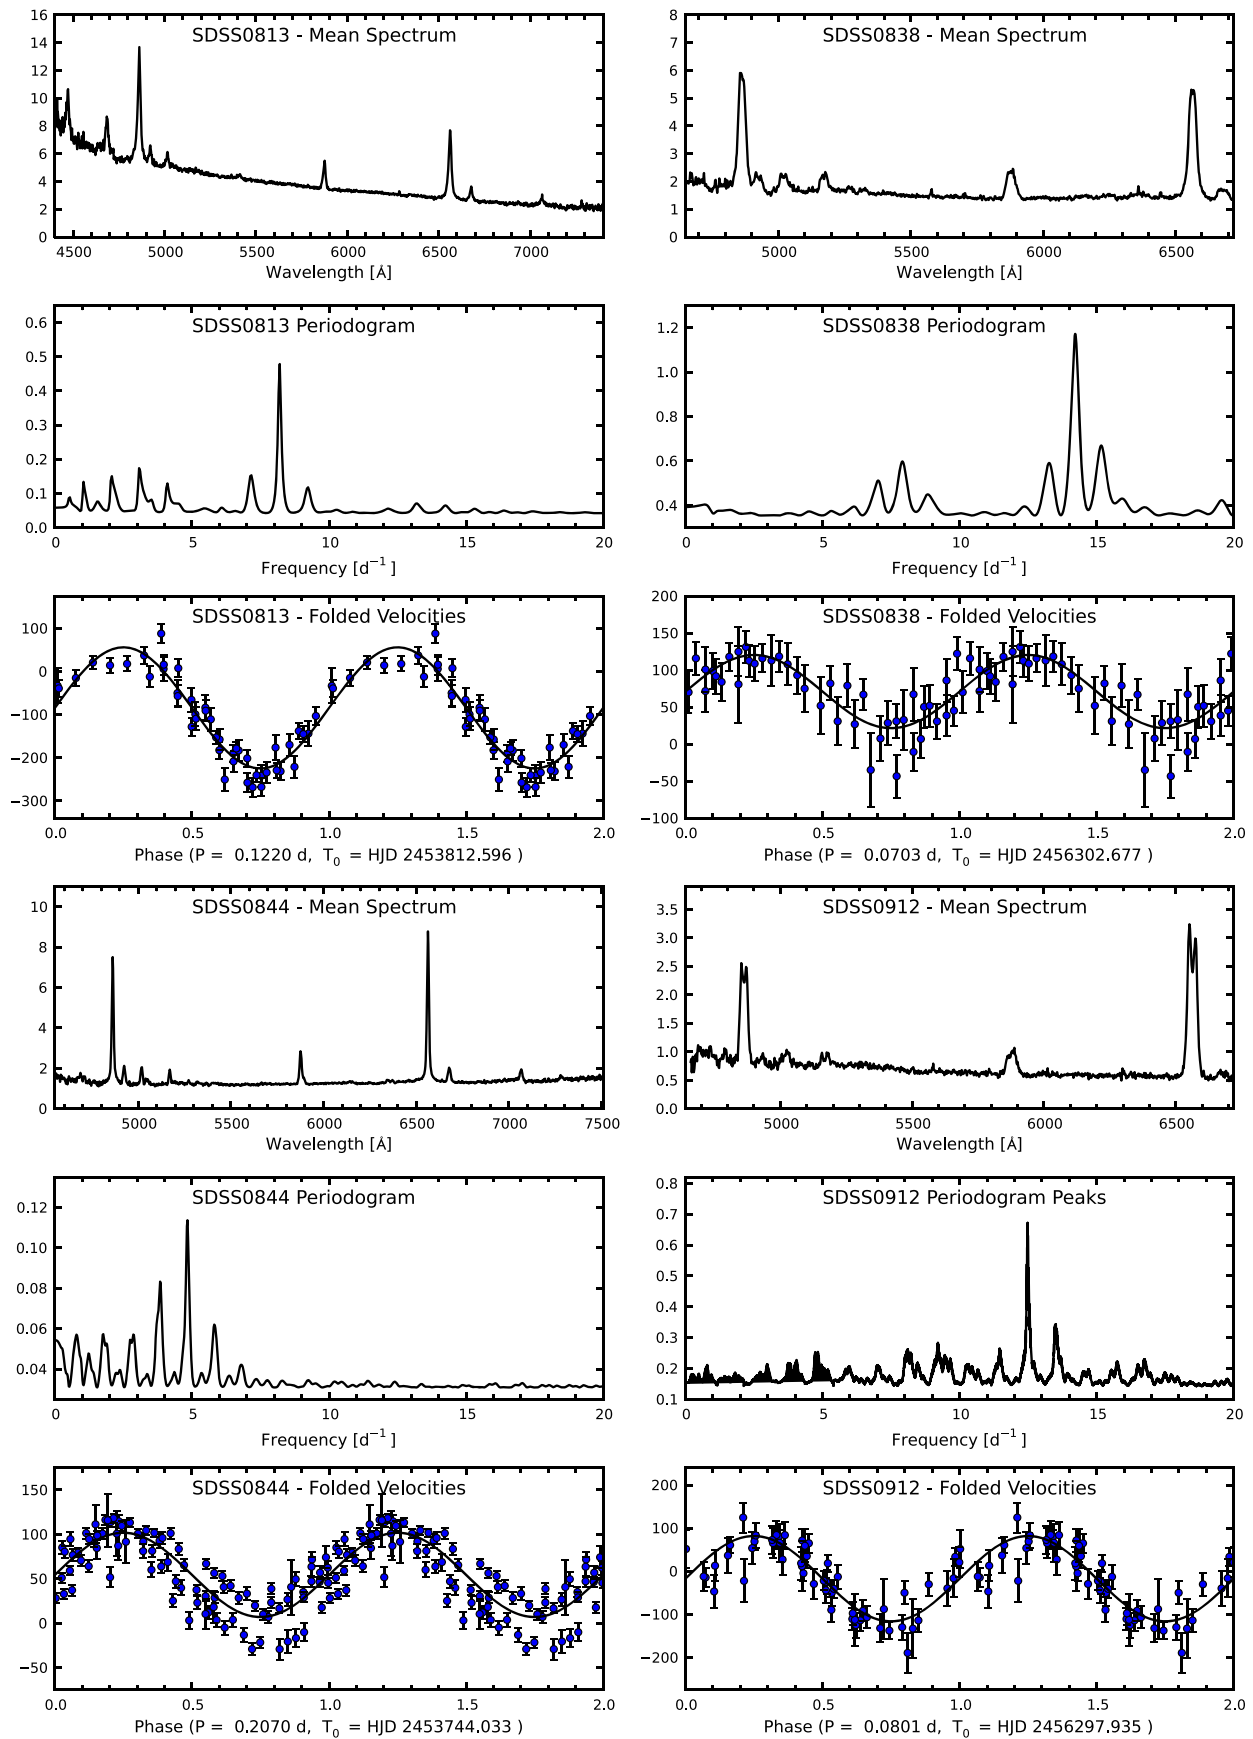 SDSS0813 - Mean Spectrum
16
14
12
10
8
6
4
2
0
4500 5000 5500 6000 6500 7000
Wavelength [Å]
SDSS0838 - Mean Spectrum
8
7
6
5
4
3
2
1
0
5000 5500 6000 6500
Wavelength [Å]
SDSS0813 Periodogram
0.6
0.5
0.4
0.3
0.2
0.1
0.0
0 5 10 15 20
Frequency [d⁻¹]
SDSS0838 Periodogram
1.2
1.0
0.8
0.6
0.4
0 5 10 15 20
Frequency [d⁻¹]
SDSS0813 - Folded Velocities
100
0
−100
−200
−300
0.0 0.5 1.0 1.5 2.0
Phase (P = 0.1220 d, T₀ = HJD 2453812.596 )
SDSS0838 - Folded Velocities
200
150
100
50
0
−50
−100
0.0 0.5 1.0 1.5 2.0
Phase (P = 0.0703 d, T₀ = HJD 2456302.677 )
SDSS0844 - Mean Spectrum
10
8
6
4
2
0
5000 5500 6000 6500 7000 7500
Wavelength [Å]
SDSS0912 - Mean Spectrum
3.5
3.0
2.5
2.0
1.5
1.0
0.5
0.0
5000 5500 6000 6500
Wavelength [Å]
SDSS0844 Periodogram
0.12
0.10
0.08
0.06
0.04
0 5 10 15 20
Frequency [d⁻¹]
SDSS0912 Periodogram Peaks
0.8
0.7
0.6
0.5
0.4
0.3
0.2
0.1
0 5 10 15 20
Frequency [d⁻¹]
SDSS0844 - Folded Velocities
150
100
50
0
−50
0.0 0.5 1.0 1.5 2.0
Phase (P = 0.2070 d, T₀ = HJD 2453744.033 )
SDSS0912 - Folded Velocities
200
100
0
−100
−200
0.0 0.5 1.0 1.5 2.0
Phase (P = 0.0801 d, T₀ = HJD 2456297.935 )